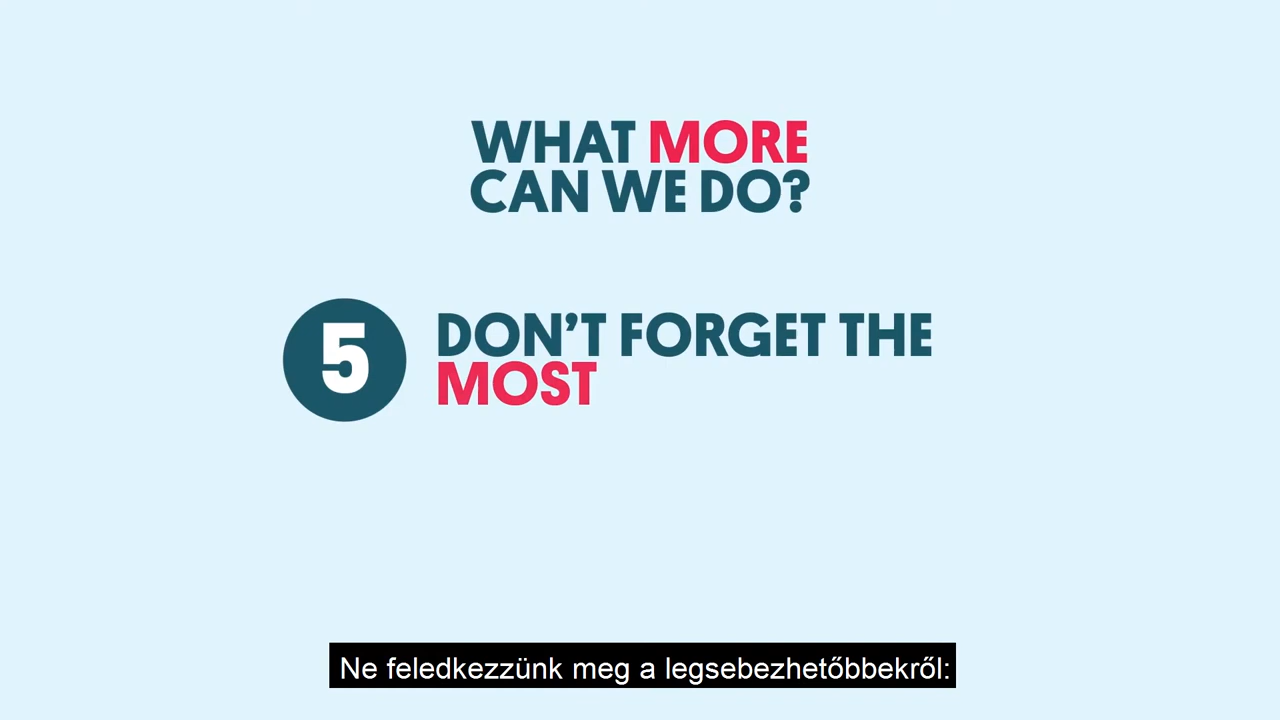 WHAT MORE
CAN WE DO?
5
DON'T FORGET THE
MOST
Ne feledkezzünk meg a legsebezhetőbbekről: